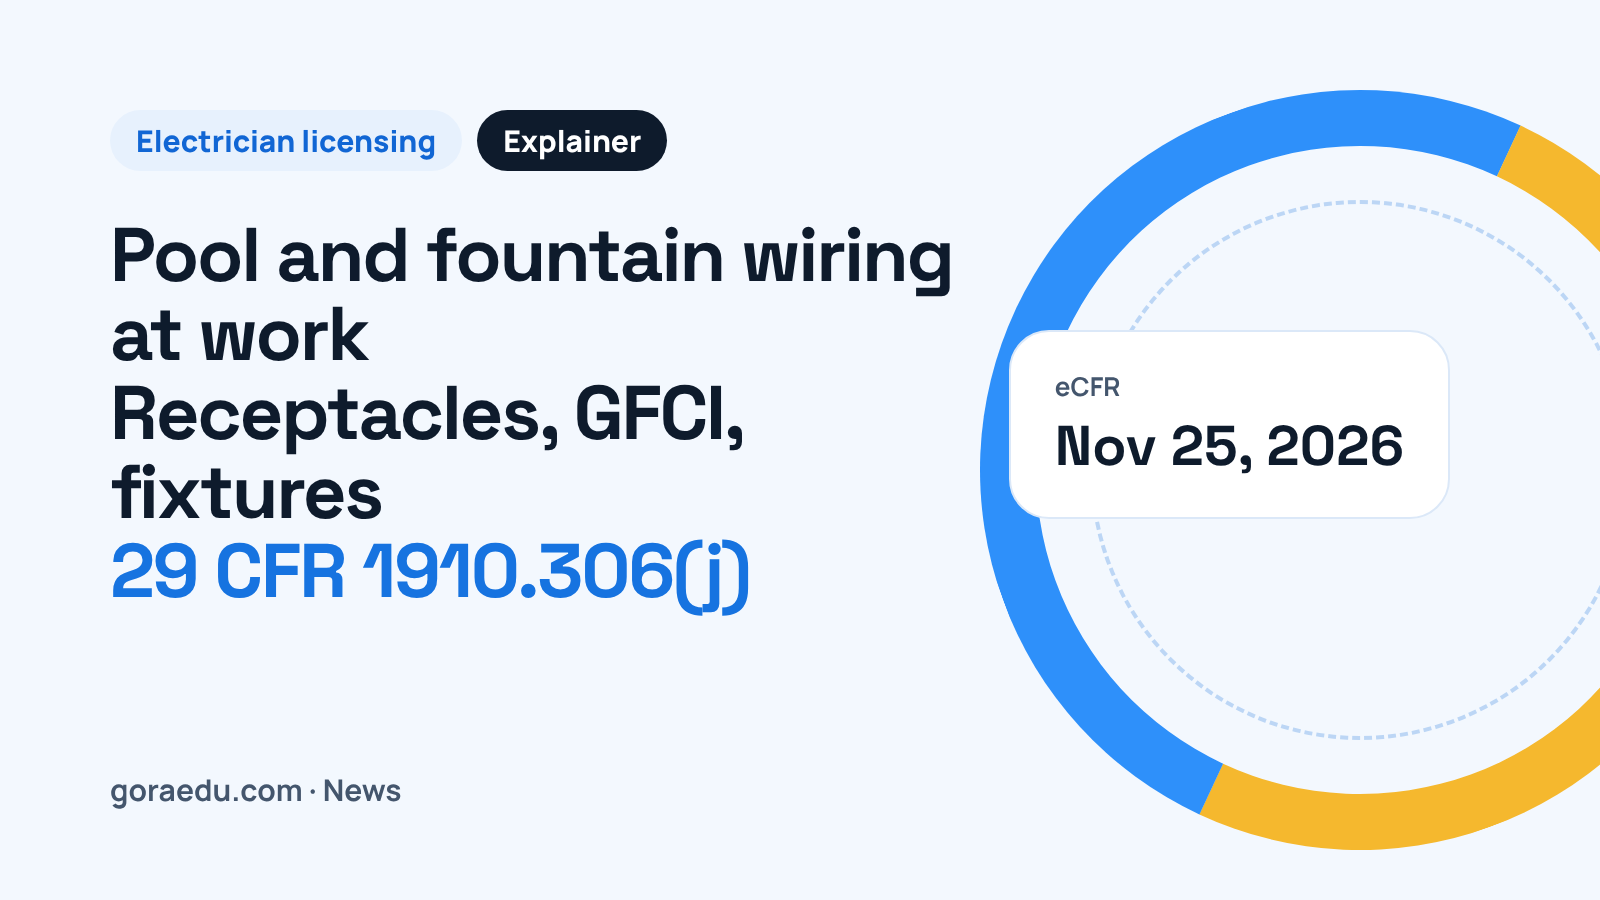 Electrician licensing
Explainer
Pool and fountain wiring
at work
Receptacles, GFCI,
fixtures
29 CFR 1910.306(j)
eCFR
Nov 25, 2026
goraedu.com · News